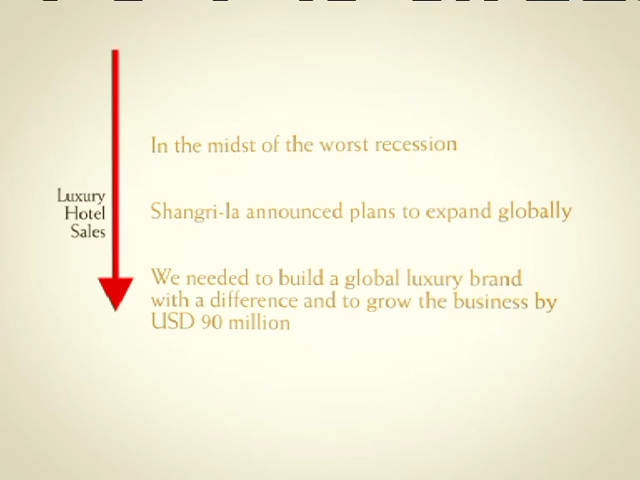 In the midst of the worst recession
Luxury
Hotel
Sales
Shangri-la announced plans to expand globally
We needed to build a global luxury brand
with a difference and to grow the business by
USD 90 million